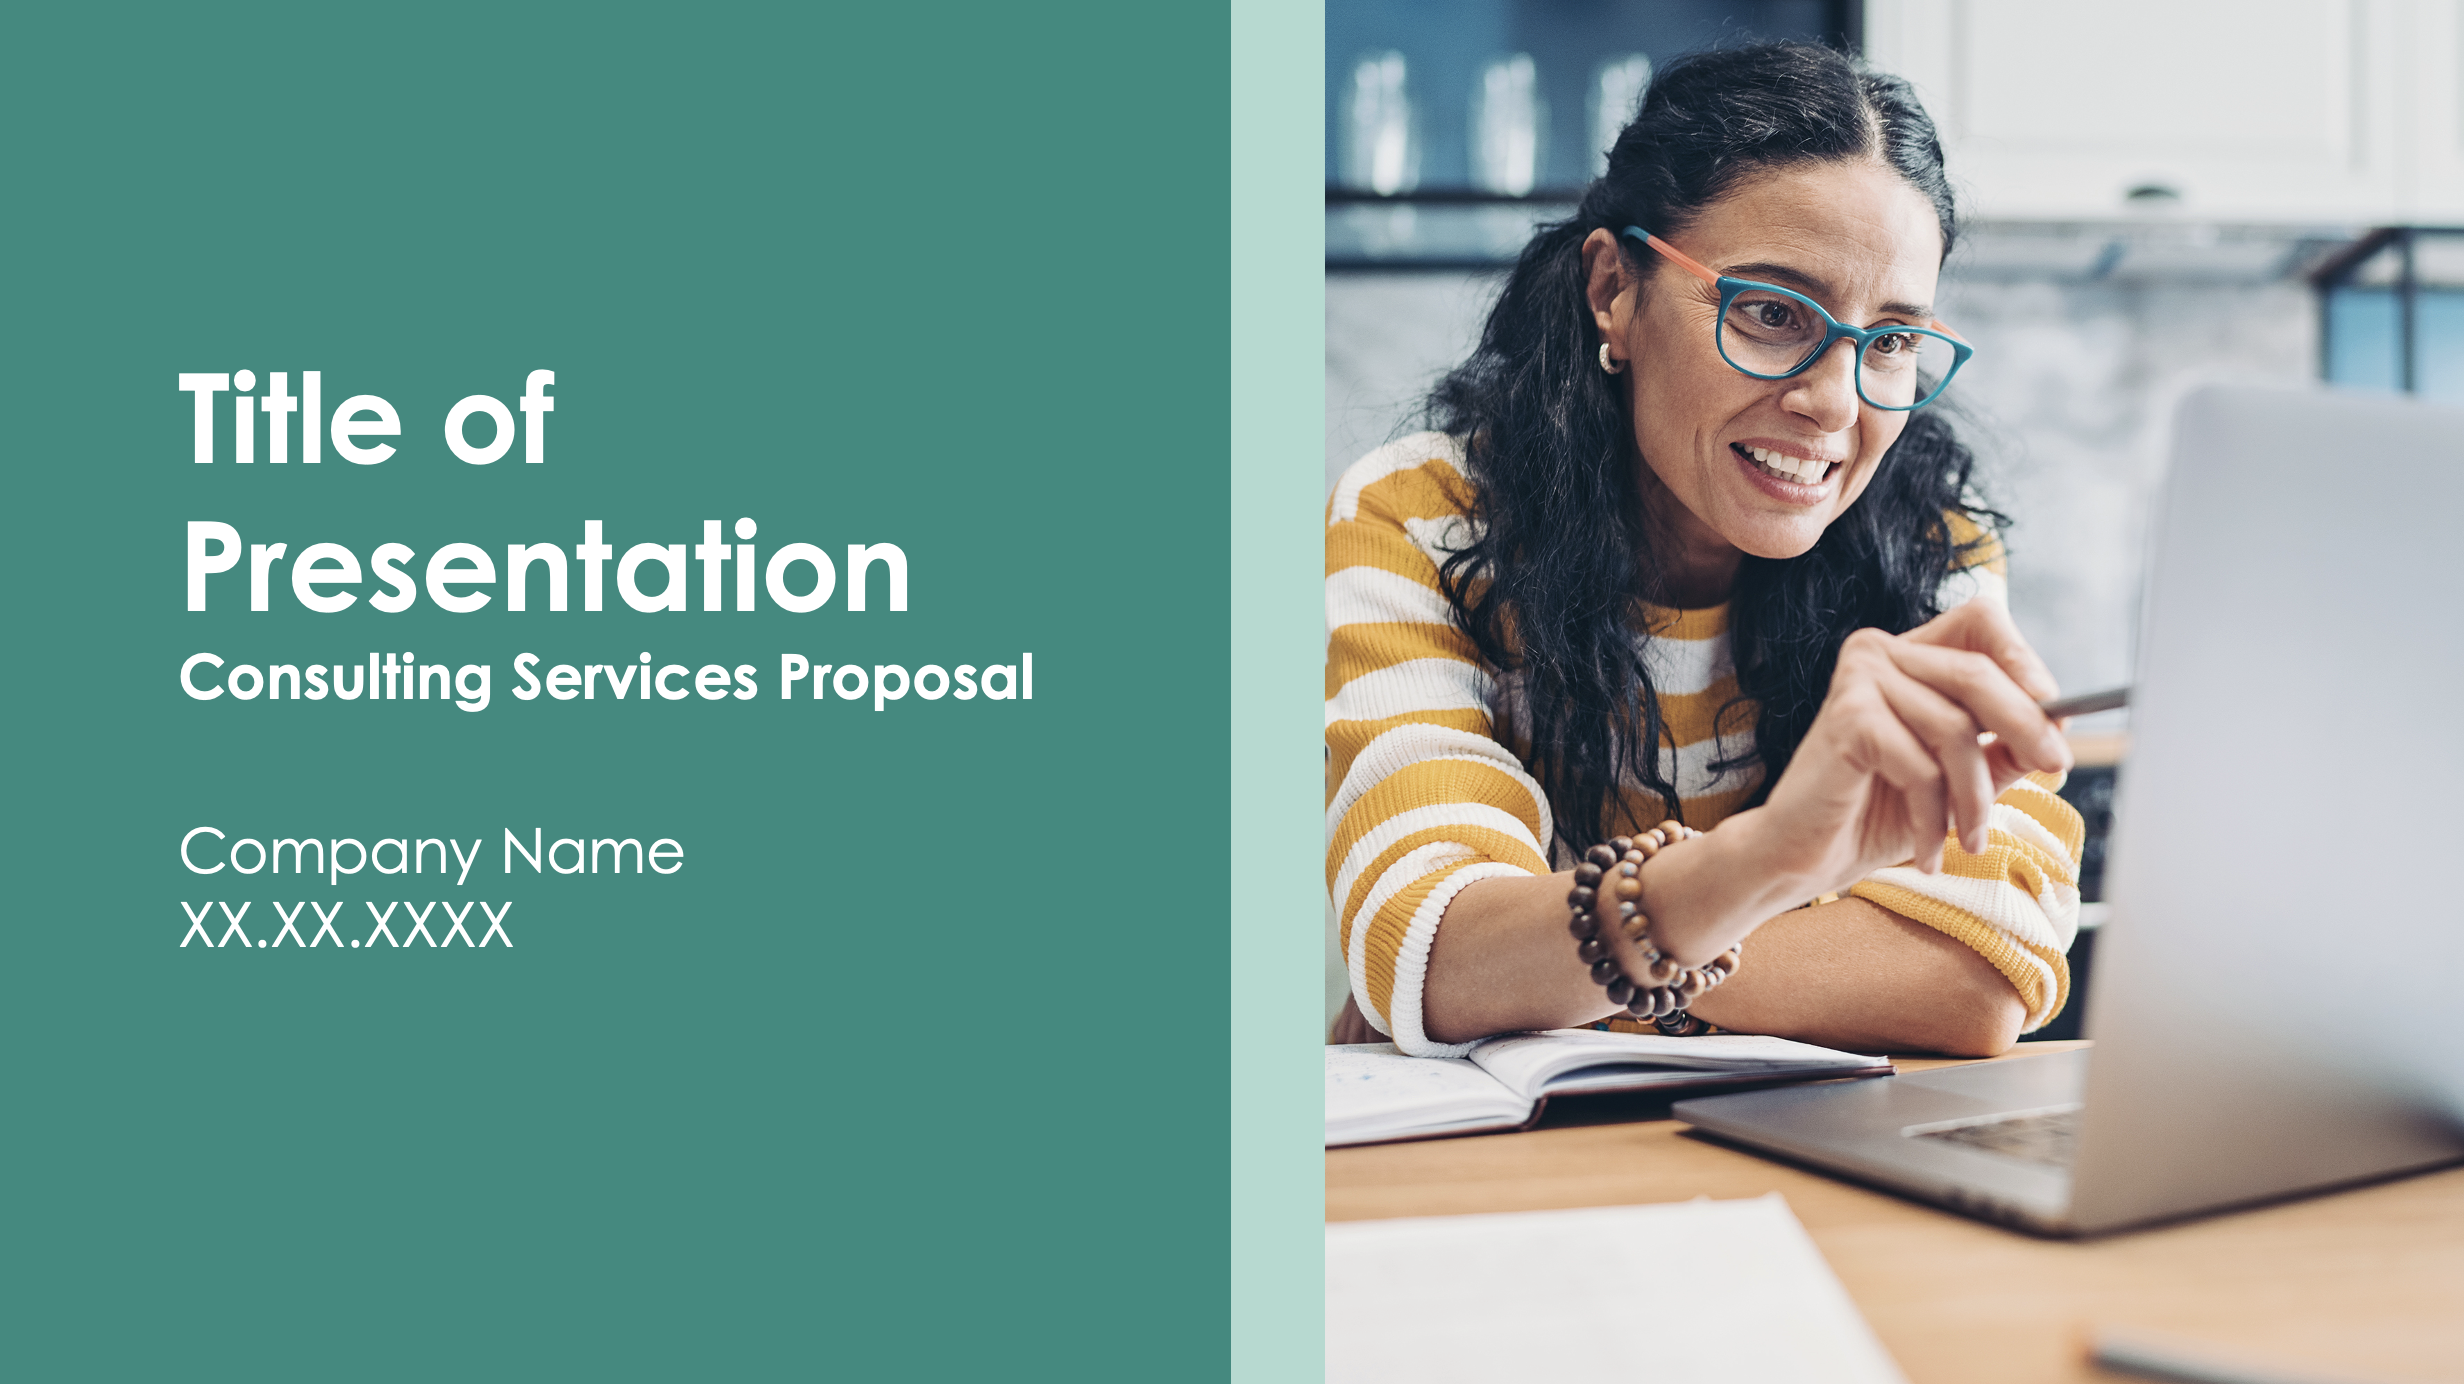 Title of
Presentation
Consulting Services Proposal
Company Name
XX.XX.XXXX